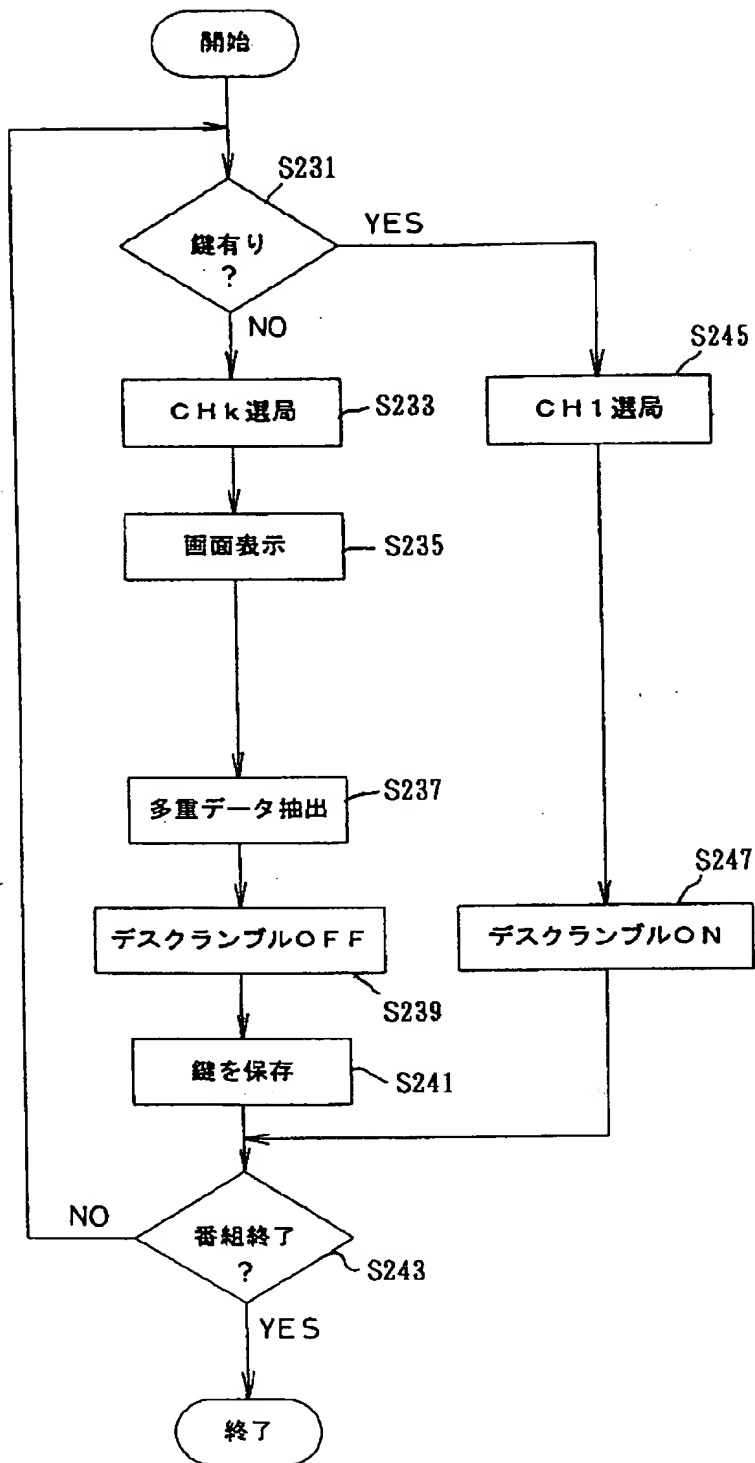 開始
S231
鍵有り
?
YES
NO
S245
CHk選局
S233
CH1選局
画面表示
S235
多重データ抽出
S237
S247
デスクランブルOFF
デスクランブルON
S239
鍵を保存
S241
NO
番組終了
?
S243
YES
終了